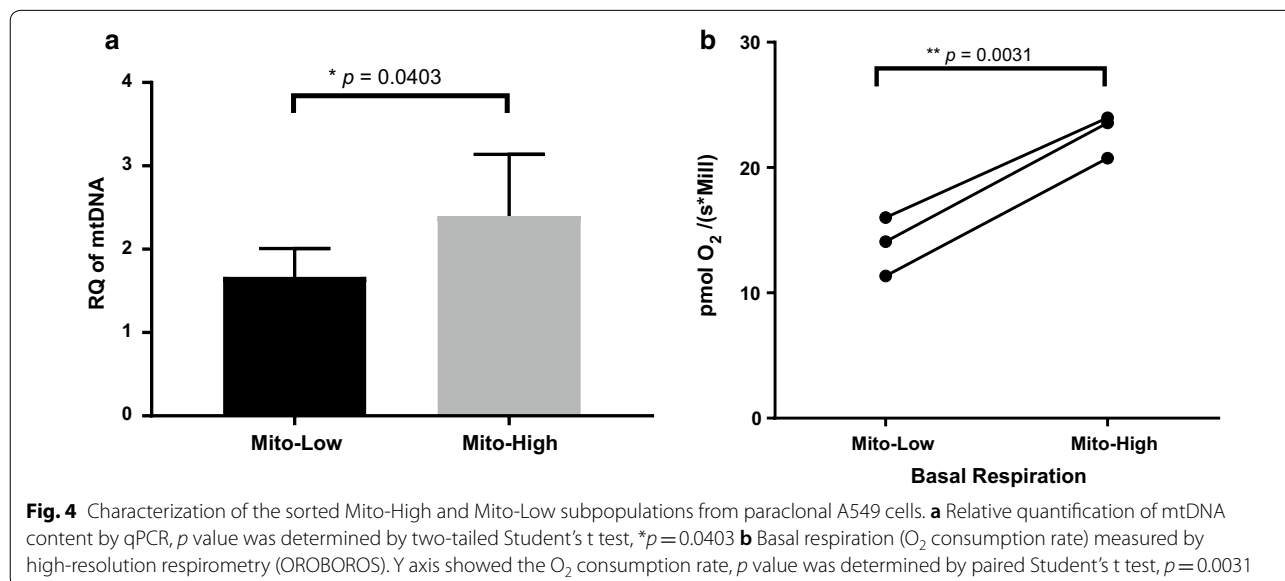 a
* p = 0.0403
4
3
2
1
0
RQ of mtDNA
Mito-Low Mito-High
b
** p = 0.0031
30
20
10
0
pmol O₂ /(s*Mill)
Mito-Low Mito-High
Basal Respiration
Fig. 4 Characterization of the sorted Mito-High and Mito-Low subpopulations from paraclonal A549 cells. a Relative quantification of mtDNA
content by qPCR, p value was determined by two-tailed Student’s t test, *p = 0.0403 b Basal respiration (O₂ consumption rate) measured by
high-resolution respirometry (OROBOROS). Y axis showed the O₂ consumption rate, p value was determined by paired Student’s t test, p = 0.0031